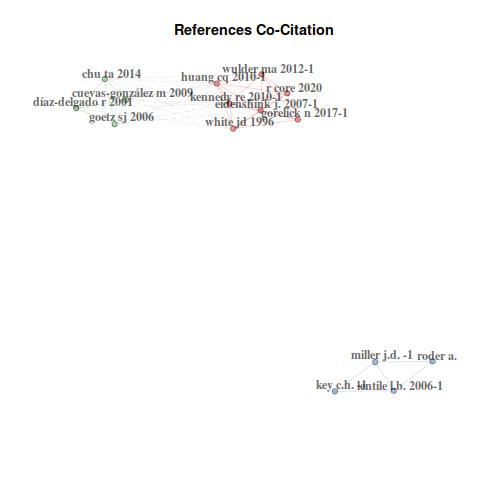 References Co-Citation
wulder ma 2012-1
chu ta 2014
huang cq 2010-1
r core 2020
cuevas-gonzález m 2009
kennedy re 2010-1
díaz-delgado r 2001
eidenshink j. 2007-1
gorelick n 2017-1
goetz sj 2006
white jd 1996
miller j.d. -1
roder a.
key c.h.
lentile l.b. 2006-1